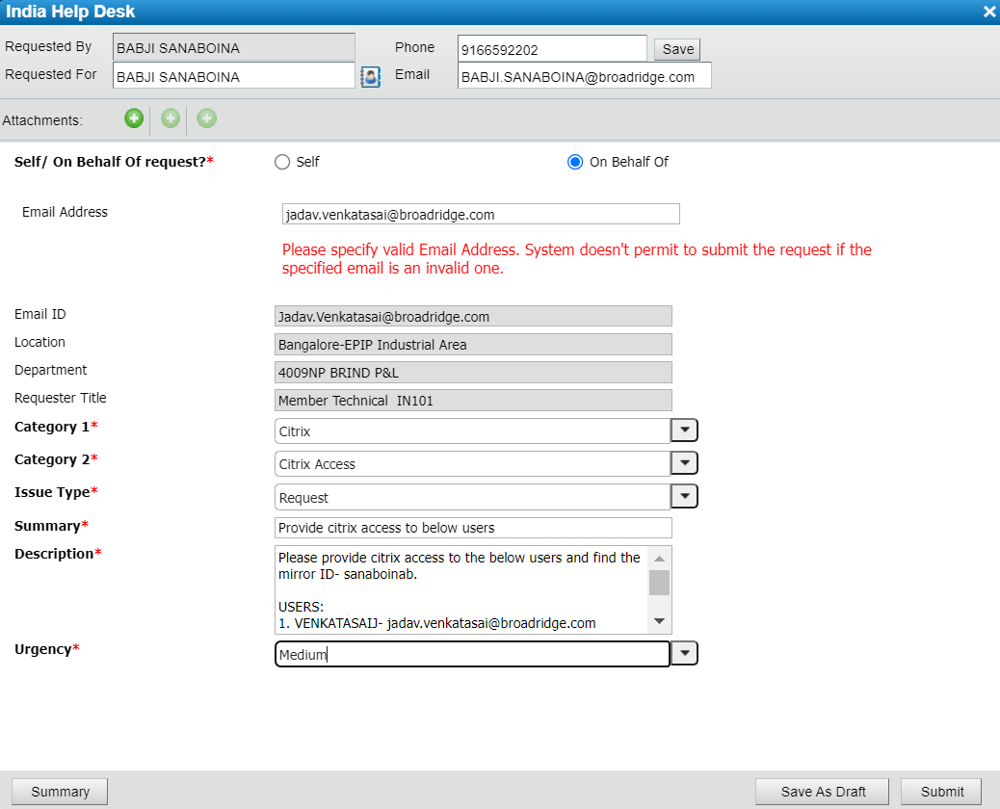 India Help Desk
Requested By BABJI SANABOINA Phone 9166592202 Save
Requested For BABJI SANABOINA Email BABJI.SANABOINA@broadridge.com
Attachments:
Self/ On Behalf Of request?* Self On Behalf Of
Email Address jadav.venkatasai@broadridge.com
Please specify valid Email Address. System doesn't permit to submit the request if the
specified email is an invalid one.
Email ID Jadav.Venkatasai@broadridge.com
Location Bangalore-EPIP Industrial Area
Department 4009NP BRIND P&L
Requester Title Member Technical  IN101
Category 1* Citrix
Category 2* Citrix Access
Issue Type* Request
Summary* Provide citrix access to below users
Description* Please provide citrix access to the below users and find the
mirror ID- sanaboinab.
USERS:
1. VENKATASAIJ- jadav.venkatasai@broadridge.com
Urgency* Medium
Summary Save As Draft Submit